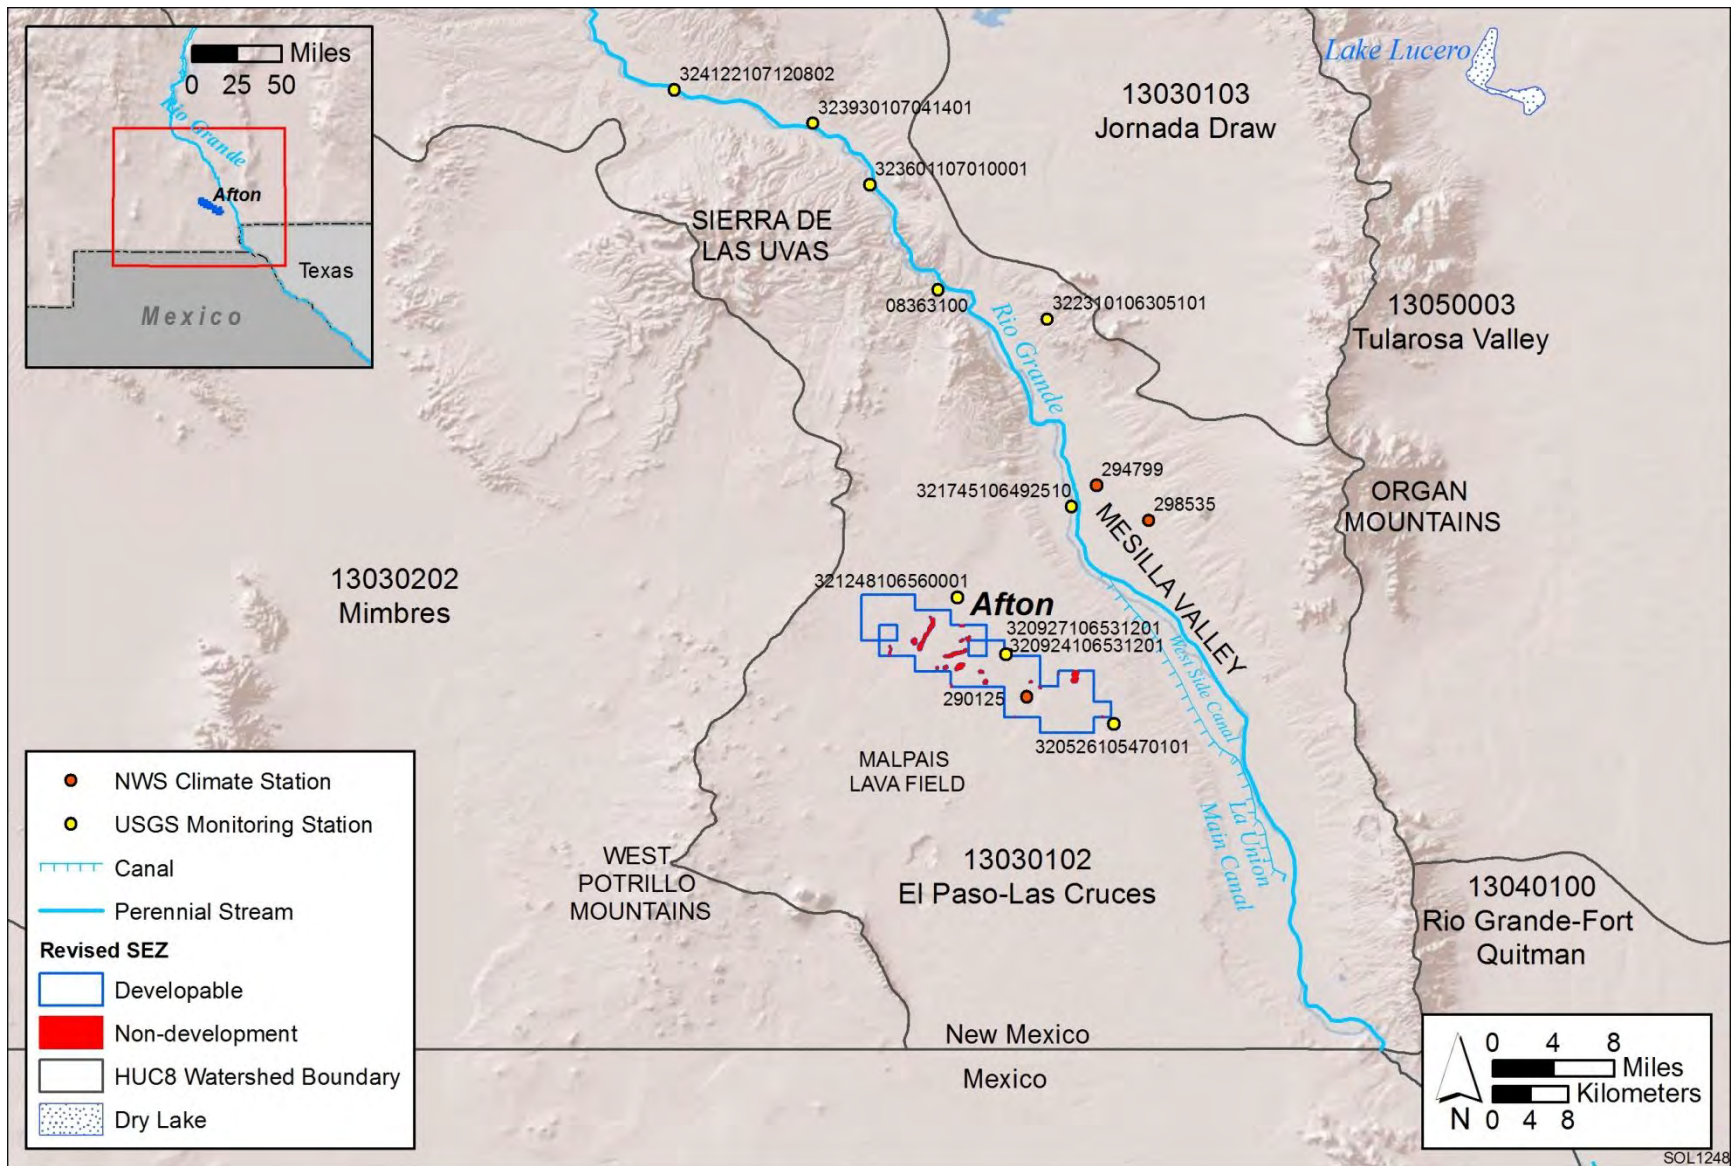 Miles
0 25 50
Rio Grande
Afton
Texas
Mexico
324122107120802
323930107041401
323601107010001
Lake Lucero
13030103
Jornada Draw
SIERRA DE
LAS UVAS
08363100
322310106305101
Rio Grande
13050003
Tularosa Valley
294799
321745106492510
298535
MESILLA VALLEY
ORGAN
MOUNTAINS
13030202
Mimbres
321248106560001
Afton
320927106531201
320924106531201
290125
320526105470101
West Side Canal
MALPAIS
LAVA FIELD
La Union
Main Canal
WEST
POTRILLO
MOUNTAINS
13030102
El Paso-Las Cruces
13040100
Rio Grande-Fort
Quitman
New Mexico
Mexico
NWS Climate Station
USGS Monitoring Station
Canal
Perennial Stream
Revised SEZ
Developable
Non-development
HUC8 Watershed Boundary
Dry Lake
0 4 8
Miles
Kilometers
0 4 8
N
SOL1248